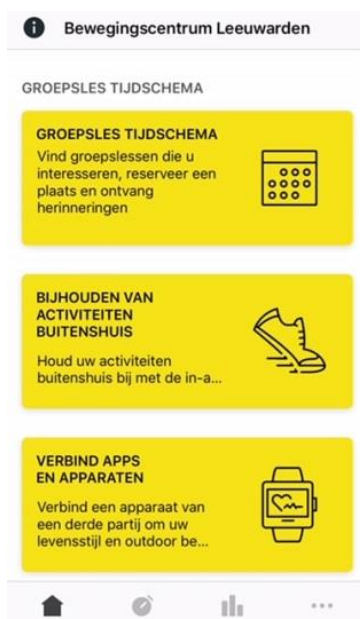 Bewegingscentrum Leeuwarden
GROEPSLES TIJDSCHEMA
GROEPSLES TIJDSCHEMA
Vind groepslessen die u
interesseren, reserveer een
plaats en ontvang
herinneringen
BIJHOUDEN VAN
ACTIVITEITEN
BUITENSHUIS
Houd uw activiteiten
buitenshuis bij met de in-a...
VERBIND APPS
EN APPARATEN
Verbind een apparaat van
een derde partij om uw
levensstijl en outdoor be...